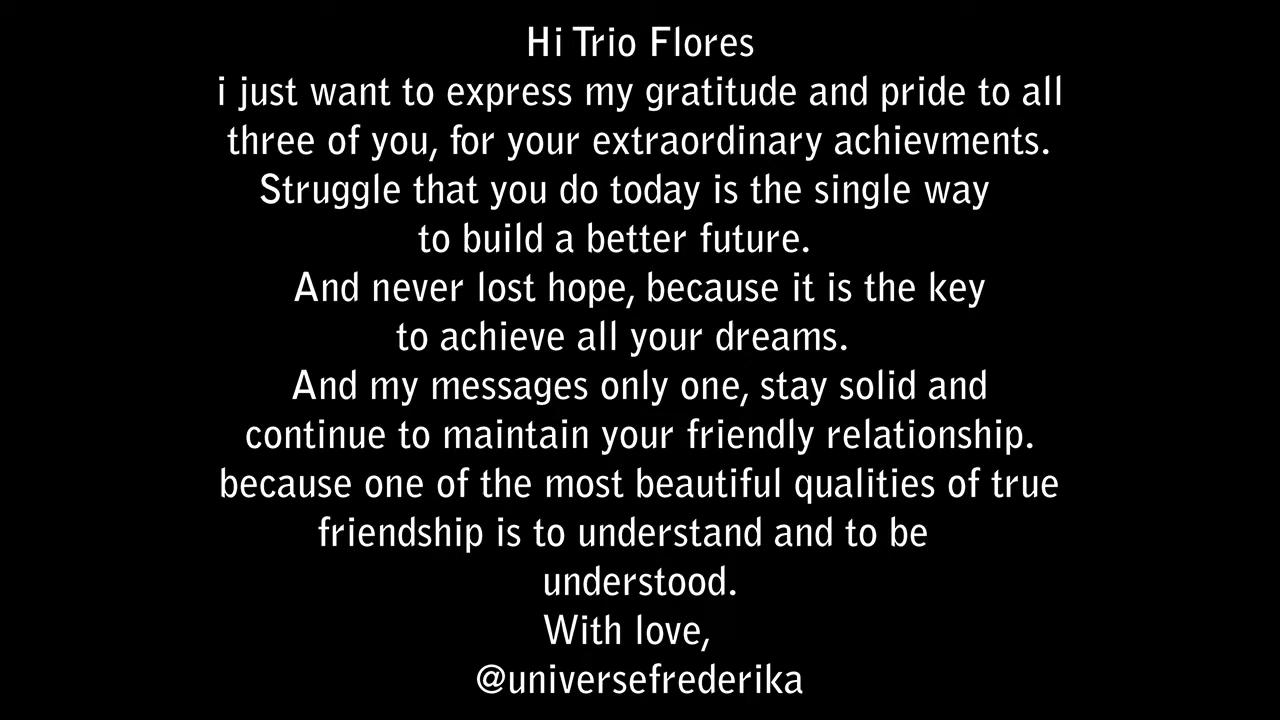 Hi Trio Flores
i just want to express my gratitude and pride to all
three of you, for your extraordinary achievments.
Struggle that you do today is the single way
to build a better future.
And never lost hope, because it is the key
to achieve all your dreams.
And my messages only one, stay solid and
continue to maintain your friendly relationship.
because one of the most beautiful qualities of true
friendship is to understand and to be
understood.
With love,
@universefrederika